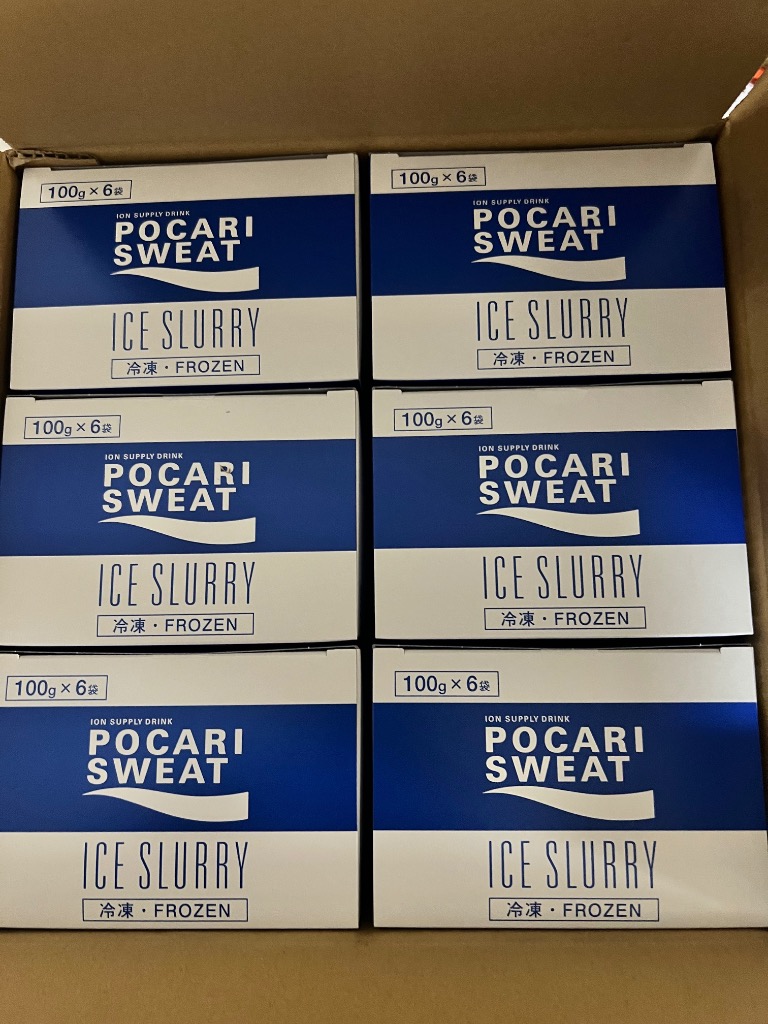 100g×6袋
ION SUPPLY DRINK
POCARI
SWEAT
ICE SLURRY
冷凍・FROZEN
100g×6袋
ION SUPPLY DRINK
POCARI
SWEAT
ICE SLURRY
冷凍・FROZEN
100g×6袋
ION SUPPLY DRINK
POCARI
SWEAT
ICE SLURRY
冷凍・FROZEN
100g×6袋
ION SUPPLY DRINK
POCARI
SWEAT
ICE SLURRY
冷凍・FROZEN
100g×6袋
ION SUPPLY DRINK
POCARI
SWEAT
ICE SLURRY
冷凍・FROZEN
100g×6袋
ION SUPPLY DRINK
POCARI
SWEAT
ICE SLURRY
冷凍・FROZEN